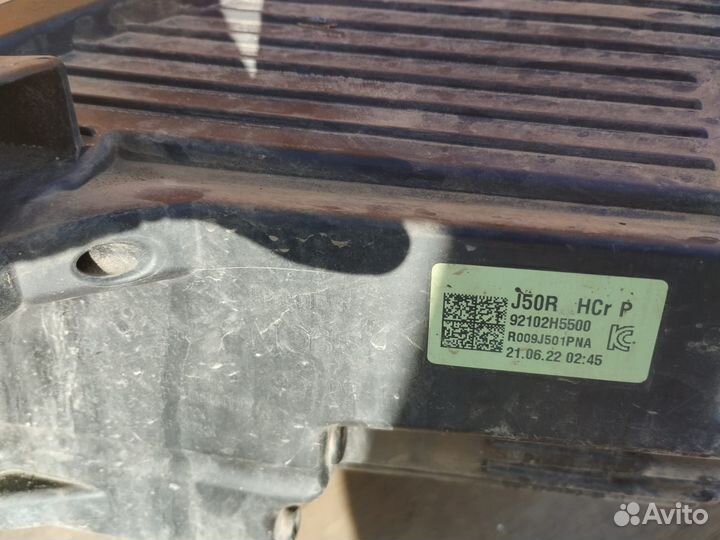 J50R HCr P
92102H5500
R009J501PNA
21.06.22 02:45
Avito